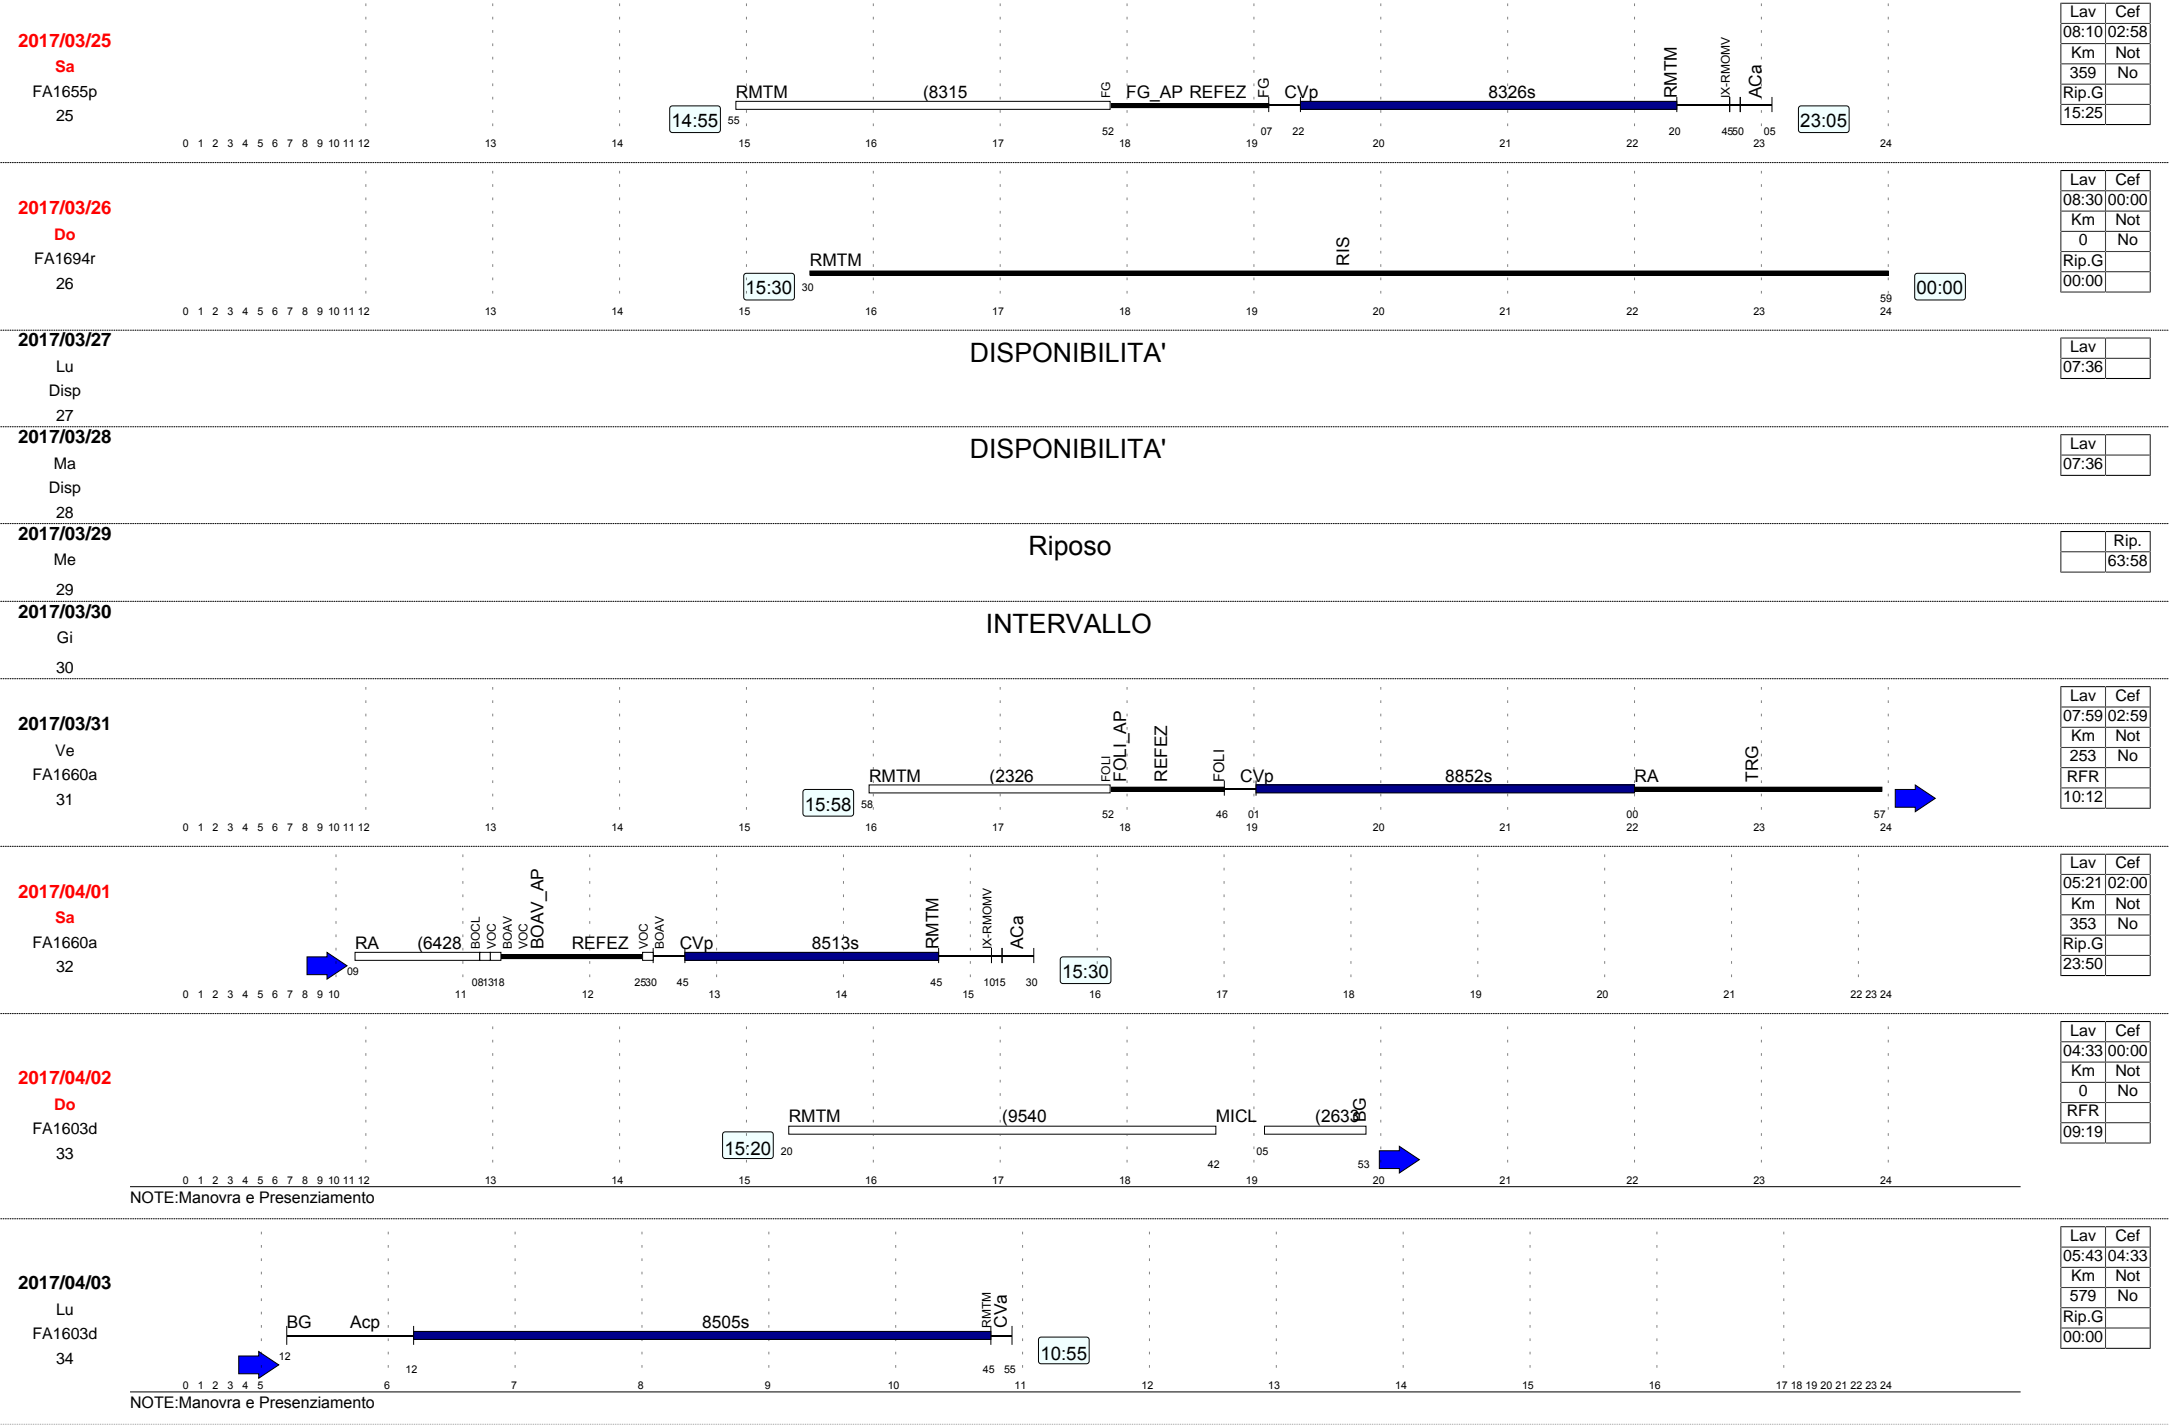 2017/03/25
Sa
FA1655p
25
14:55
55
RMTM
(8315
FG
52
FG_AP REFEZ
FG
07
CVp
22
8326s
RMTM
20
IX-RMOMV
4550
ACa
05
23:05
0 1 2 3 4 5 6 7 8 9 10 11 12 13 14 15 16 17 18 19 20 21 22 23 24
Lav Cef
08:10 02:58
Km Not
359 No
Rip.G
15:25
2017/03/26
Do
FA1694r
26
15:30
30
RMTM
RIS
59
00:00
0 1 2 3 4 5 6 7 8 9 10 11 12 13 14 15 16 17 18 19 20 21 22 23 24
Lav Cef
08:30 00:00
Km Not
0 No
Rip.G
00:00
2017/03/27
Lu
Disp
27
DISPONIBILITA'
Lav
07:36
2017/03/28
Ma
Disp
28
DISPONIBILITA'
Lav
07:36
2017/03/29
Me
29
Riposo
Rip.
63:58
2017/03/30
Gi
30
INTERVALLO
2017/03/31
Ve
FA1660a
31
15:58
58
RMTM
(2326
FOLI
52
FOLI_AP
REFEZ
FOLI
46
CVp
01
8852s
00
RA
TRG
57
0 1 2 3 4 5 6 7 8 9 10 11 12 13 14 15 16 17 18 19 20 21 22 23 24
Lav Cef
07:59 02:59
Km Not
253 No
RFR
10:12
2017/04/01
Sa
FA1660a
32
09
RA
(6428
BOCL
VOC
BOAV
VOC
081318
BOAV_AP
REFEZ
VOC
BOAV
2530
CVp
45
8513s
RMTM
45
IX-RMOMV
1015
ACa
30
15:30
0 1 2 3 4 5 6 7 8 9 10 11 12 13 14 15 16 17 18 19 20 21 22 23 24
Lav Cef
05:21 02:00
Km Not
353 No
Rip.G
23:50
2017/04/02
Do
FA1603d
33
15:20
20
RMTM
(9540
42
MICL
05
(2633
BG
53
0 1 2 3 4 5 6 7 8 9 10 11 12 13 14 15 16 17 18 19 20 21 22 23 24
NOTE:Manovra e Presenziamento
Lav Cef
04:33 00:00
Km Not
0 No
RFR
09:19
2017/04/03
Lu
FA1603d
34
12
BG
Acp
12
8505s
RMTM
45
CVa
55
10:55
0 1 2 3 4 5 6 7 8 9 10 11 12 13 14 15 16 17 18 19 20 21 22 23 24
NOTE:Manovra e Presenziamento
Lav Cef
05:43 04:33
Km Not
579 No
Rip.G
00:00